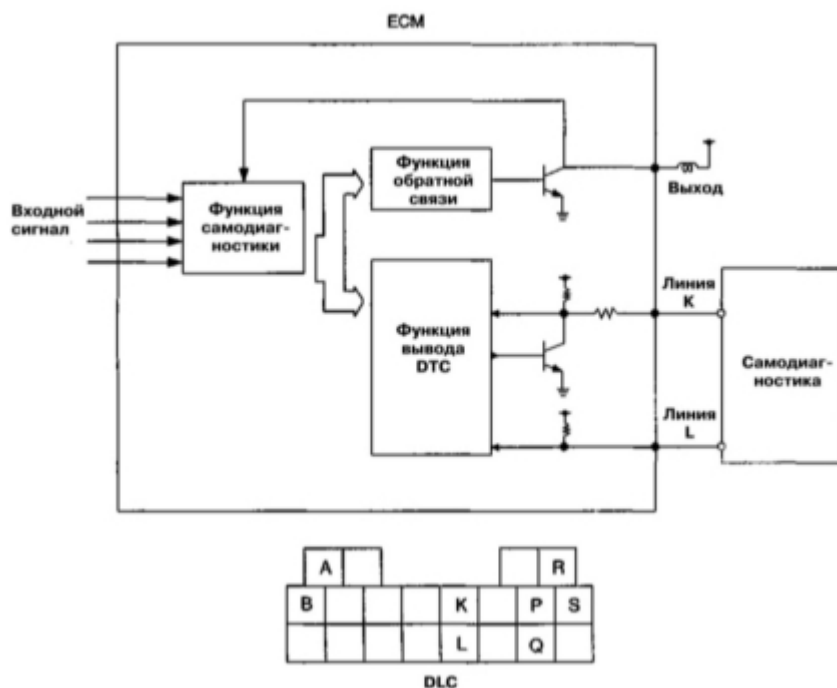 ECM
Функция
обратной
связи
Выход
Входной
сигнал
Функция
самодиаг-
ностики
Линия
K
Функция
вывода
DTC
Самодиаг-
ностика
Линия
L
A R
B K P S
L Q
DLC